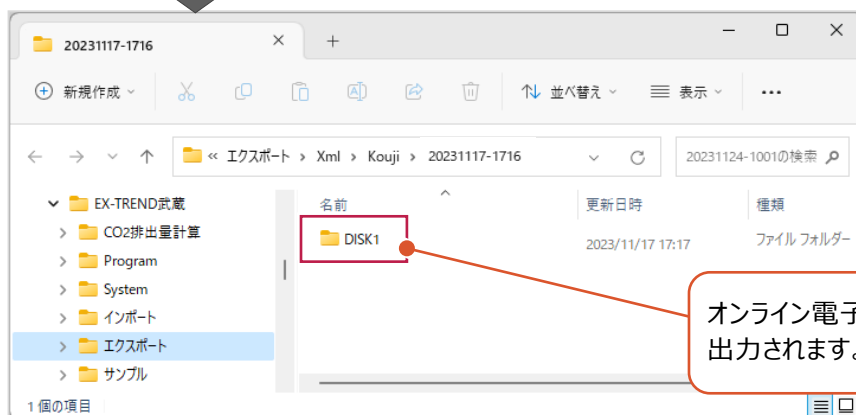 20231117-1716
新規作成
並べ替え
表示
エクスポート › Xml › Kouji › 20231117-1716
20231124-1001の検索
EX-TREND武蔵
CO2排出量計算
Program
System
インポート
エクスポート
サンプル
名前
更新日時
種類
DISK1
2023/11/17 17:17
ファイル フォルダー
オンライン電子
出力されます。
1 個の項目